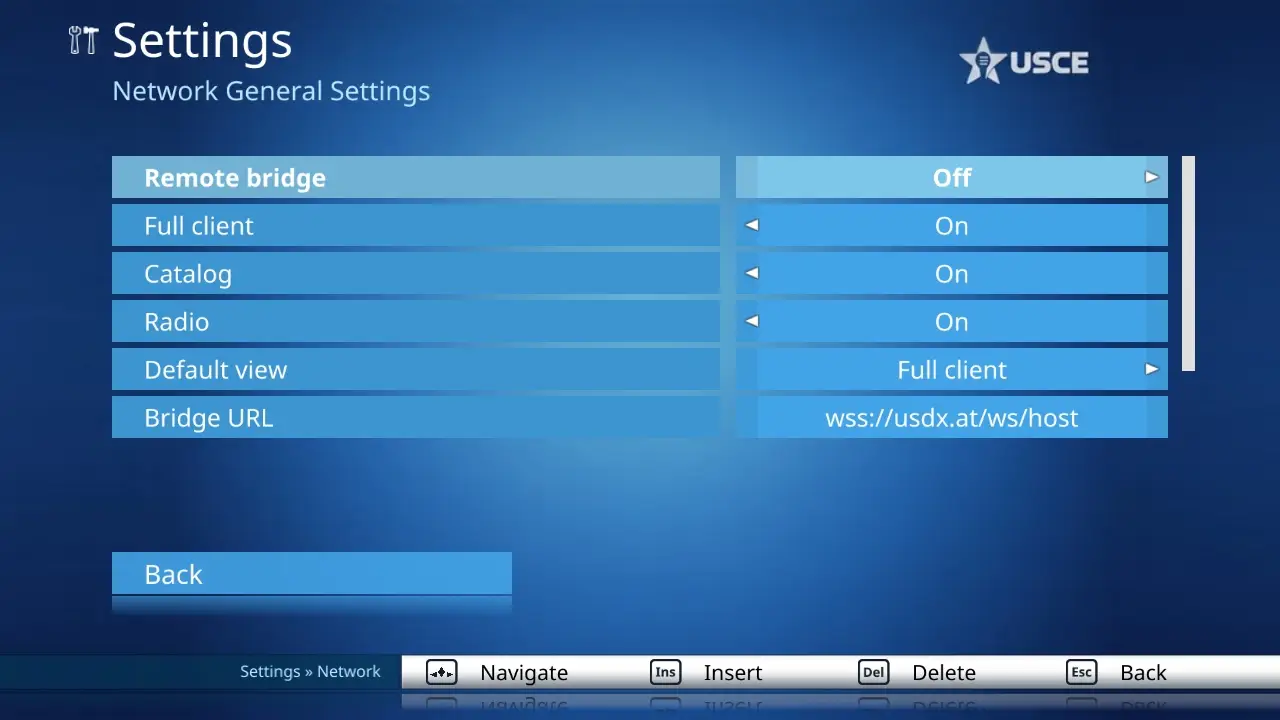 Settings
Network General Settings
USCE
Remote bridge Off
Full client On
Catalog On
Radio On
Default view Full client
Bridge URL wss://usdx.at/ws/host
Back
Settings » Network Navigate Ins Insert Del Delete Esc Back